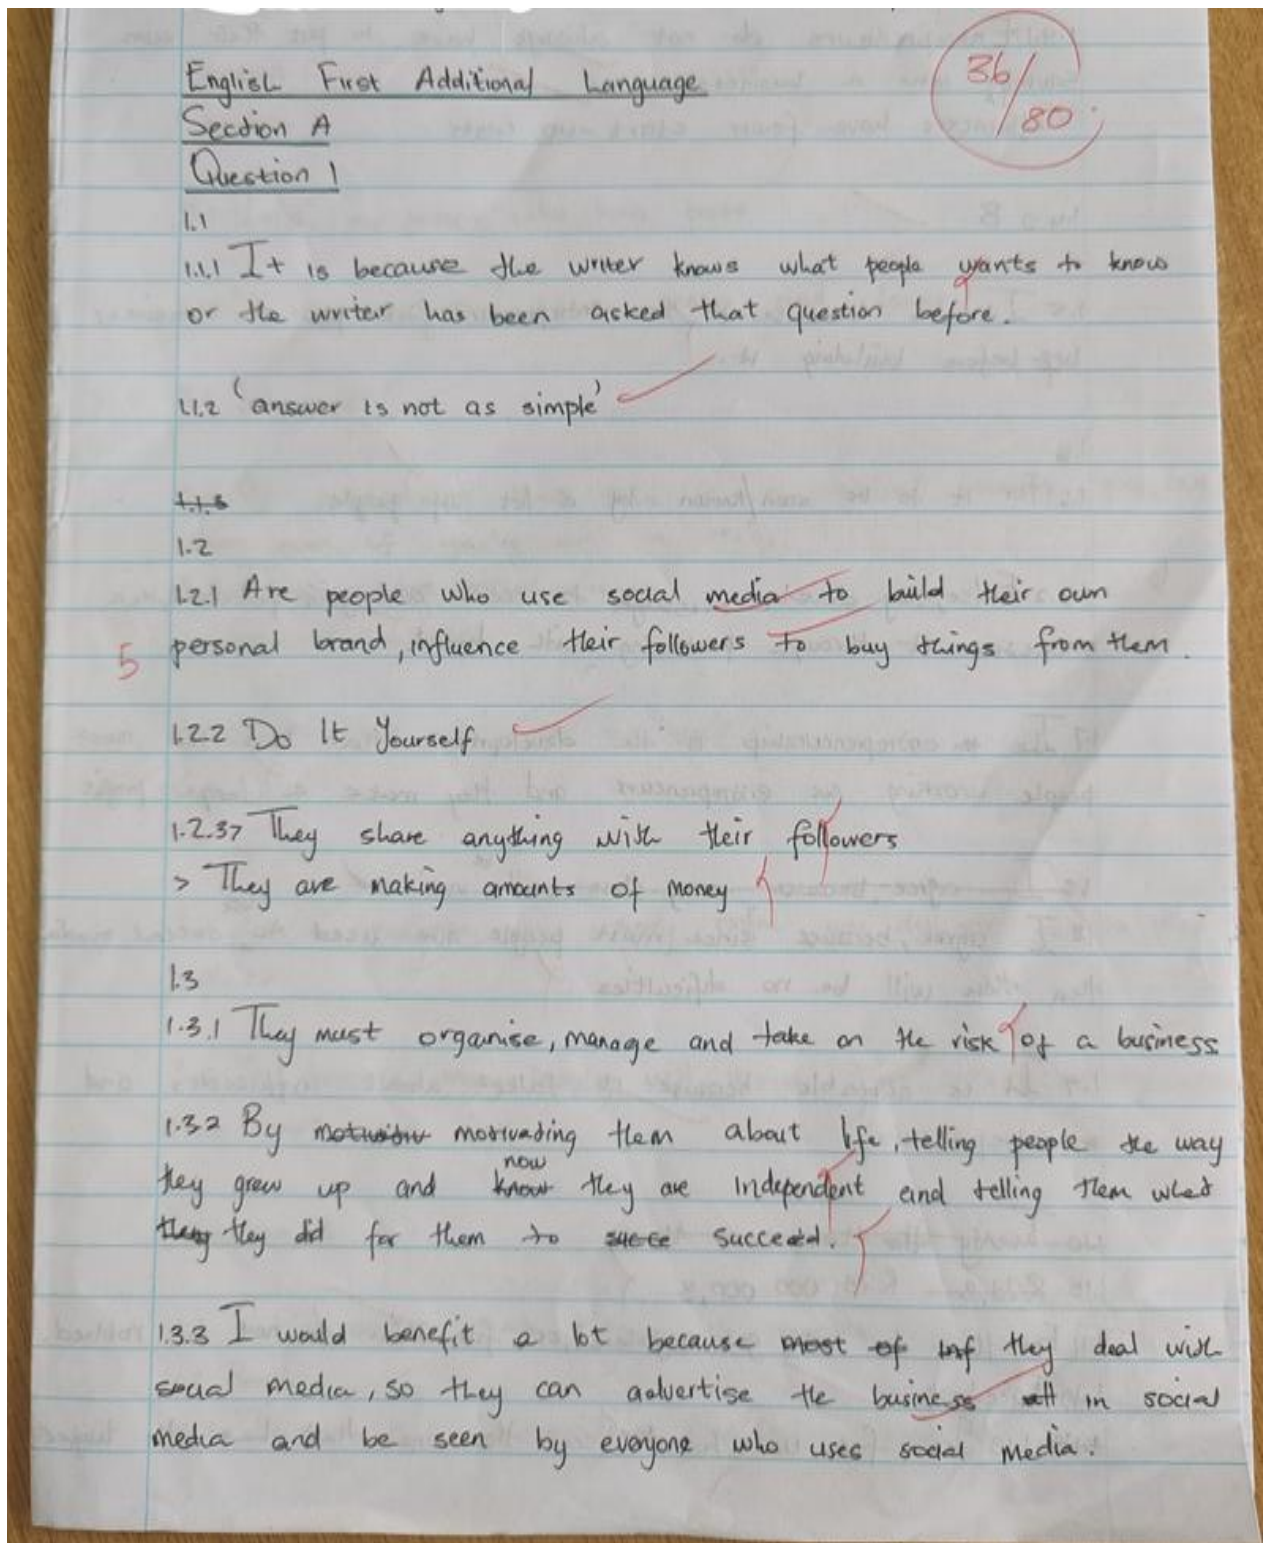 English First Additional Language
36/80
Section A
Question 1
1.1
1.1.1 It is because the writer knows what people wants to know
or the writer has been asked that question before.
1.1.2 'answer is not as simple'
1.1.3
1.2
1.2.1 Are people who use social media to build their own
personal brand, influence their followers to buy things from them.
5
1.2.2 Do It Yourself
1.2.3> They share anything with their followers
> They are making amounts of money
1.3
1.3.1 They must organise, manage and take on the risk of a business
1.3.2 By motivading them about life, telling people the way
they grew up and know now they are independent and telling them what
they they did for them to succe succeed.
1.3.3 I would benefit a lot because most of inf they deal with
social media, so they can advertise the business in social
media and be seen by everyone who uses social media.